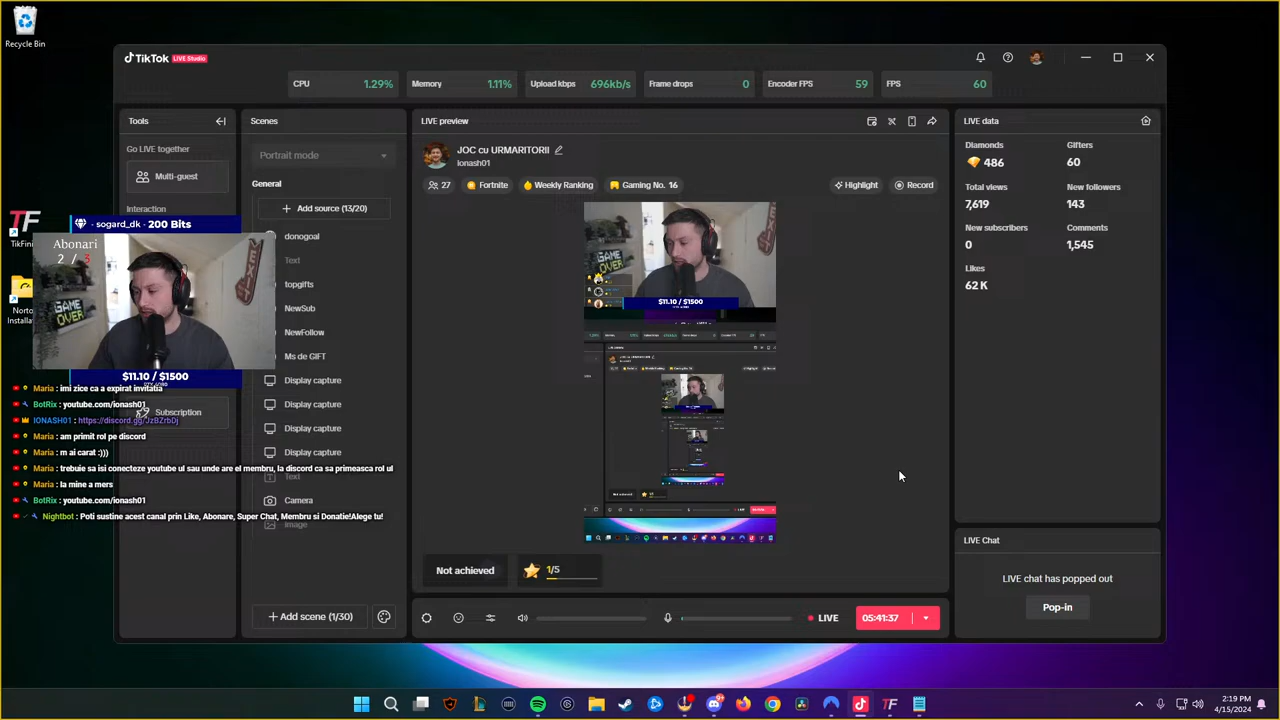 Recycle Bin
TikTok LIVE Studio
CPU 1.29%
Memory 1.11%
Upload kbps 696kb/s
Frame drops 0
Encoder FPS 59
FPS 60
Tools
Go LIVE together
Multi-guest
Interaction
Subscription
Scenes
Portrait mode
General
+ Add source (13/20)
donogoal
Text
topgifts
NewSub
NewFollow
Ms de GIFT
Display capture
Display capture
Display capture
Display capture
Text
Camera
Image
+ Add scene (1/30)
LIVE preview
JOC cu URMARITORII
ionash01
27
Fortnite
Weekly Ranking
Gaming No. 16
Highlight
Record
GAME OVER
$11.10 / $1500
Not achieved
1/5
LIVE
05:41:37
LIVE data
Diamonds
486
Gifters
60
Total views
7,619
New followers
143
New subscribers
0
Comments
1,545
Likes
62 K
LIVE Chat
LIVE chat has popped out
Pop-in
- sogard_dk - 200 Bits
Abonari
2 / 3
GAME OVER
$11.10 / $1500
Maria: imi zice ca a expirat invitatia
BotRix: youtube.com/ionash01
IONASH01: https://discord.gg/JzBZrbDj
Maria: am primit rol pe discord
Maria: m ai carat :)))
Maria: trebuie sa isi conecteze youtube ul sau unde are el membru, la discord ca sa primeasca rol ul
Maria: la mine a mers
BotRix: youtube.com/ionash01
Nightbot: Poti sustine acest canal prin Like, Abonare, Super Chat, Membru si Donatie!Alege tu!
2:19 PM
4/15/2024